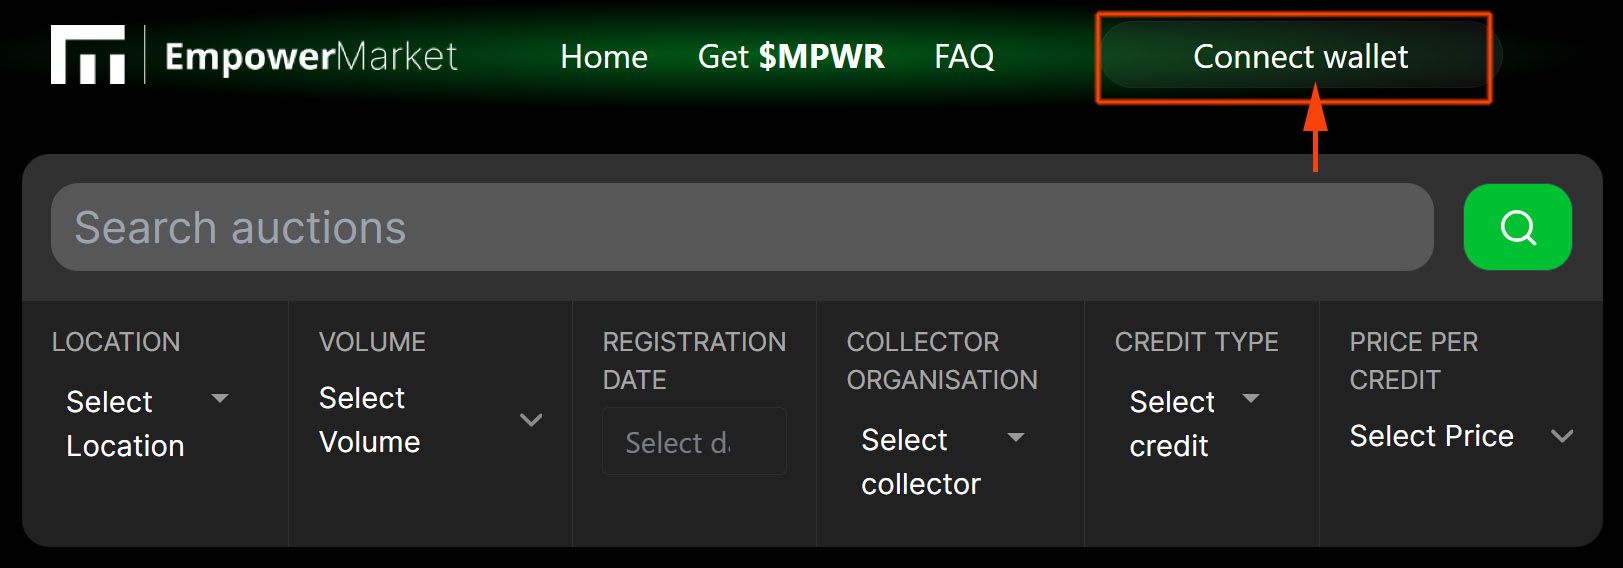 EmpowerMarket
Home
Get $MPWR
FAQ
Connect wallet
Search auctions
LOCATION
Select
Location
VOLUME
Select
Volume
REGISTRATION
DATE
Select d
COLLECTOR
ORGANISATION
Select
collector
CREDIT TYPE
Select
credit
PRICE PER
CREDIT
Select Price